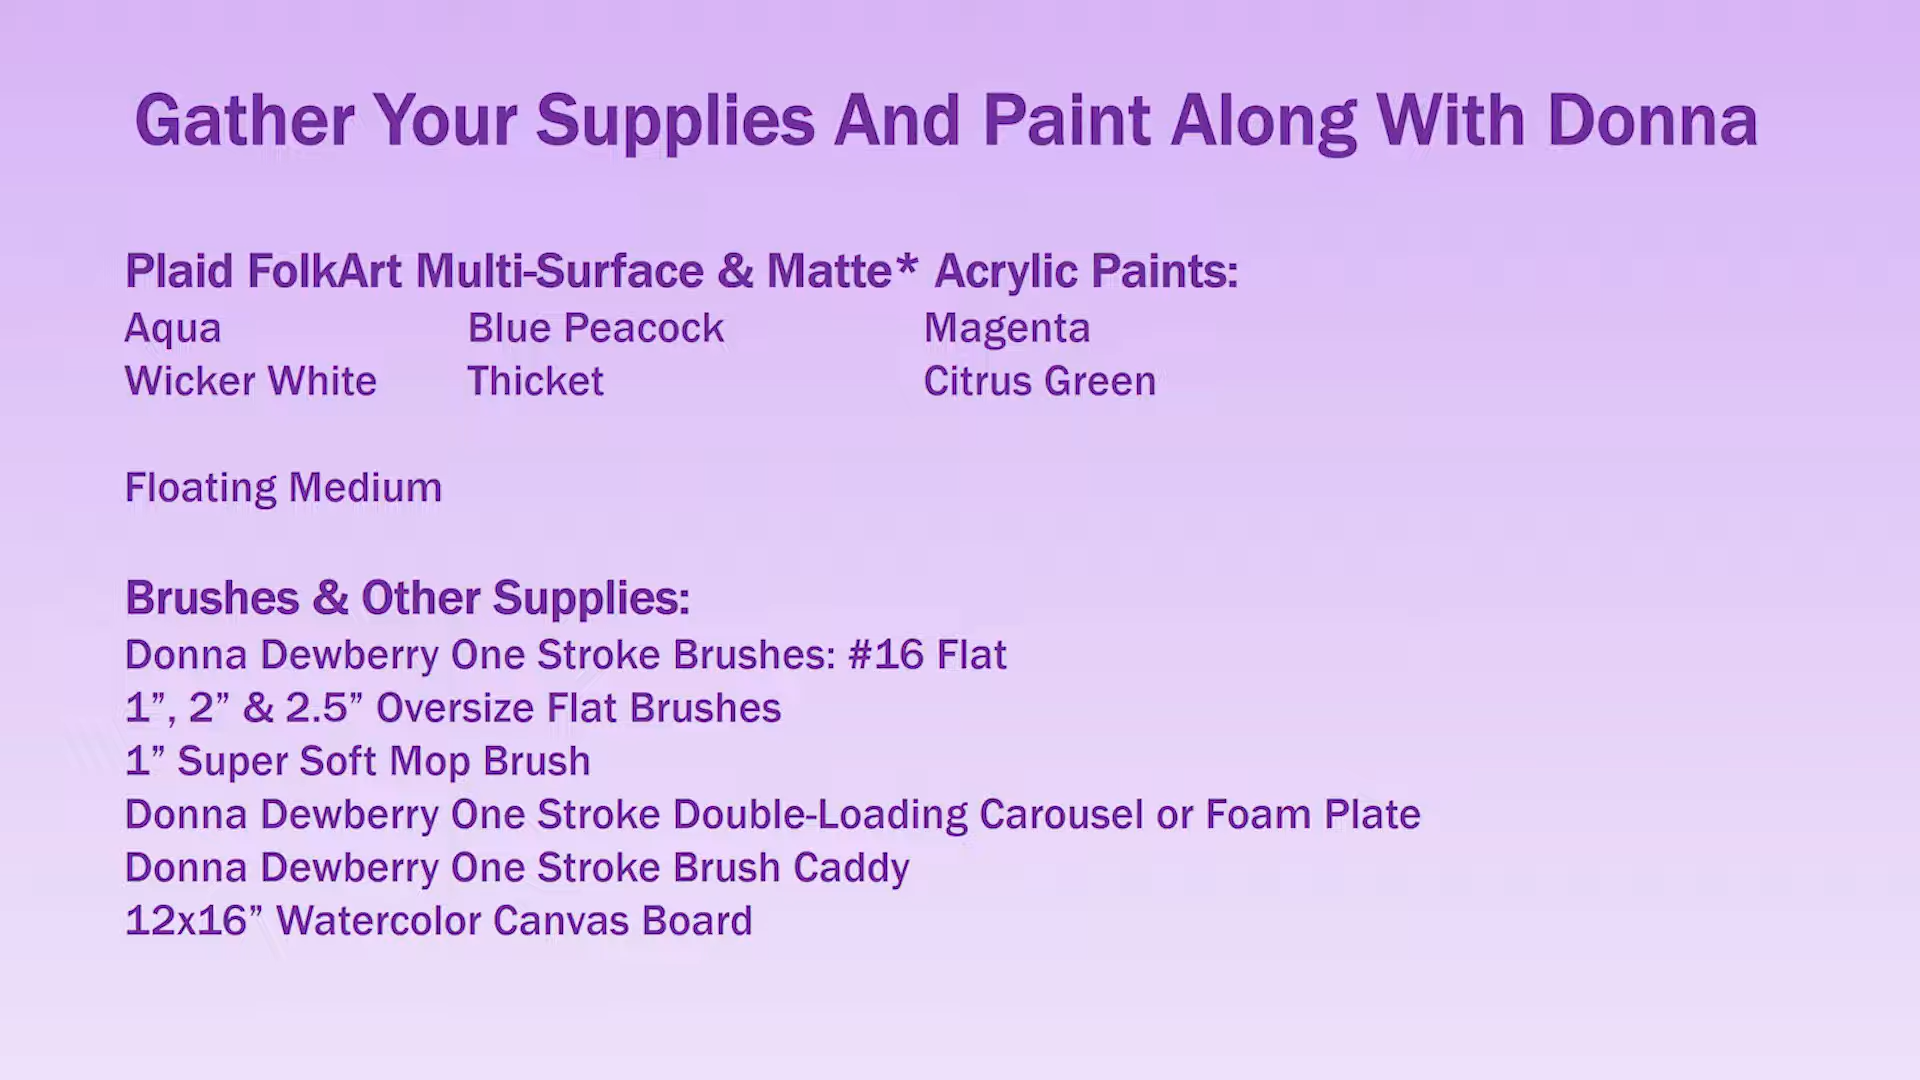 Gather Your Supplies And Paint Along With Donna
Plaid FolkArt Multi-Surface & Matte* Acrylic Paints:
Aqua Blue Peacock Magenta
Wicker White Thicket Citrus Green
Floating Medium
Brushes & Other Supplies:
Donna Dewberry One Stroke Brushes: #16 Flat
1”, 2” & 2.5” Oversize Flat Brushes
1” Super Soft Mop Brush
Donna Dewberry One Stroke Double-Loading Carousel or Foam Plate
Donna Dewberry One Stroke Brush Caddy
12x16” Watercolor Canvas Board